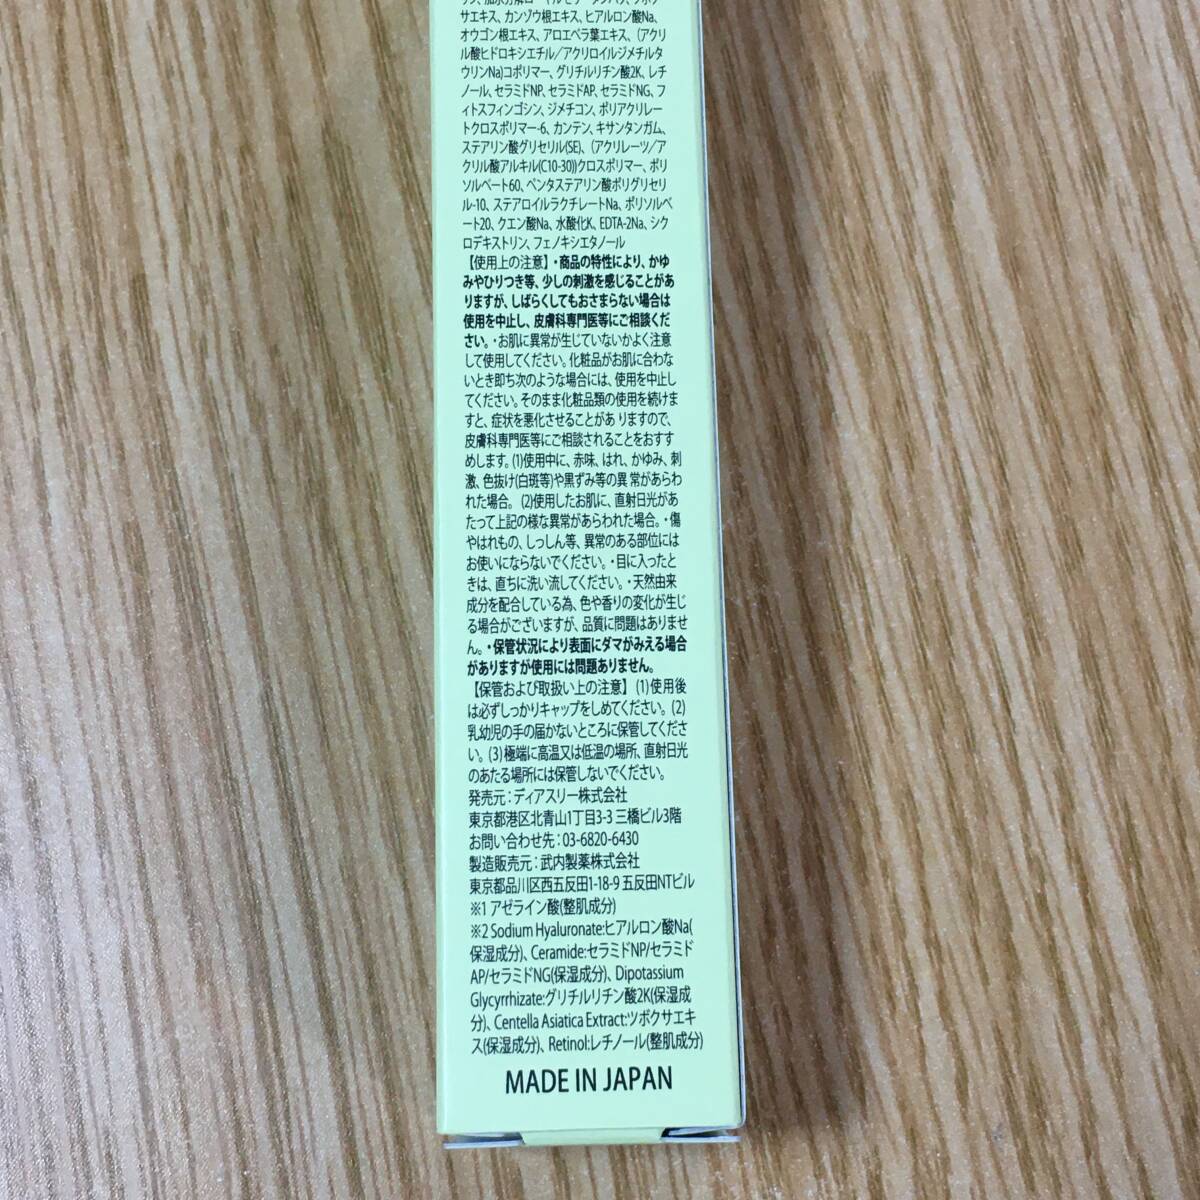 サエキス、カンゾウ根エキス、ヒアルロン酸Na、
オウゴン根エキス、アロエベラ葉エキス、(アクリ
ル酸ヒドロキシエチル/アクリロイルジメチルタ
ウリンNa)コポリマー、グリチルリチン酸2K、レチ
ノール、セラミドNP、セラミドAP、セラミドNG、フ
ィトスフィンゴシン、ジメチコン、ポリアクリレー
トクロスポリマー-6、カンテン、キサンタンガム、
ステアリン酸グリセリル(SE)、(アクリレーツ/ア
クリル酸アルキル(C10-30))クロスポリマー、ポリ
ソルベート60、ペンタステアリン酸ポリグリセリ
ル-10、ステアロイルラクチレートNa、ポリソルベ
ート20、クエン酸Na、水酸化K、EDTA-2Na、シク
ロデキストリン、フェノキシエタノール
【使用上の注意】・商品の特性により、かゆ
みやひりつき等、少しの刺激を感じることがあ
りますが、しばらくしてもおさまらない場合は
使用を中止し、皮膚科専門医等にご相談くだ
さい。・お肌に異常が生じていないかよく注意
して使用してください。化粧品がお肌に合わな
いとき即ち次のような場合には、使用を中止し
てください。そのまま化粧品類の使用を続けま
すと、症状を悪化させることがありますので、
皮膚科専門医等にご相談されることをおすす
めします。(1)使用中に、赤味、はれ、かゆみ、刺
激、色抜け(白斑等)や黒ずみ等の異常があらわ
れた場合。(2)使用したお肌に、直射日光があ
たって上記の様な異常があらわれた場合。・傷
やはれもの、しっしん等、異常のある部位には
お使いにならないでください。・目に入ったと
きは、直ちに洗い流してください。・天然由来
成分を配合している為、色や香りの変化が生じ
る場合がございますが、品質に問題はありませ
ん。・保管状況により表面にダマがみえる場合
がありますが使用には問題ありません。
【保管および取扱い上の注意】(1)使用後
は必ずしっかりキャップをしめてください。(2)
乳幼児の手の届かないところに保管してくださ
い。(3)極端に高温又は低温の場所、直射日光
のあたる場所には保管しないでください。
発売元:ディアスリー株式会社
東京都港区北青山1丁目3-3 三橋ビル3階
お問い合わせ先:03-6820-6430
製造販売元:武内製薬株式会社
東京都品川区西五反田1-18-9 五反田NTビル
※1 アゼライン酸(整肌成分)
※2 Sodium Hyaluronate:ヒアルロン酸Na(
保湿成分)、Ceramide:セラミドNP/セラミド
AP/セラミドNG(保湿成分)、Dipotassium
Glycyrrhizate:グリチルリチン酸2K(保湿成
分)、Centella Asiatica Extract:ツボクサエキ
ス(保湿成分)、Retinol:レチノール(整肌成分)
MADE IN JAPAN